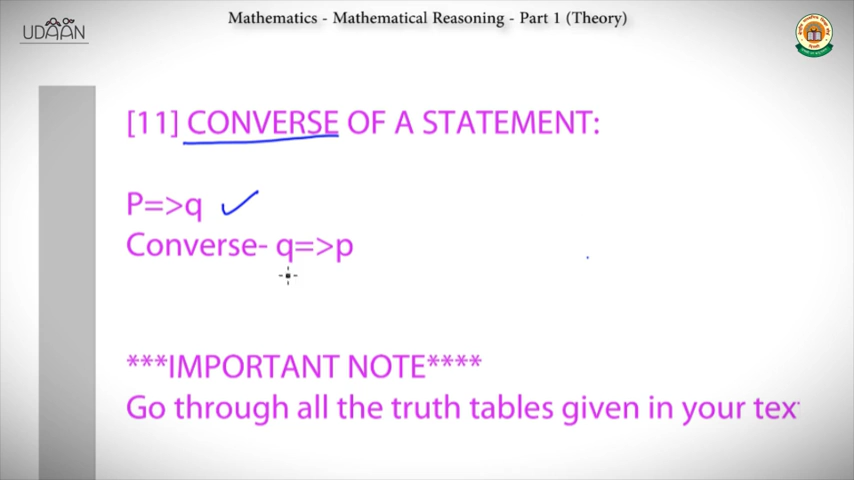 Mathematics - Mathematical Reasoning - Part 1 (Theory)
UDAAN
[11] CONVERSE OF A STATEMENT:
P=>q
Converse- q=>p
***IMPORTANT NOTE****
Go through all the truth tables given in your